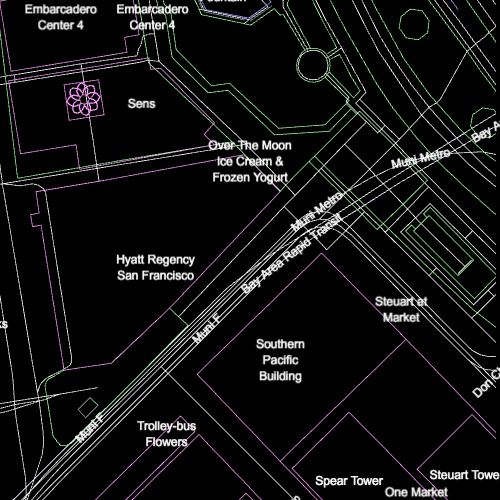 Fountain
Embarcadero
Center 4
Embarcadero
Center 4
Sens
Over The Moon
Ice Cream &
Frozen Yogurt
Muni Metro
Muni Metro
Bay Area Rapid Transit
Hyatt Regency
San Francisco
Muni F
Steuart at
Market
Southern
Pacific
Building
Muni F
Trolley-bus
Flowers
Spear Tower
Steuart Towe
One Market